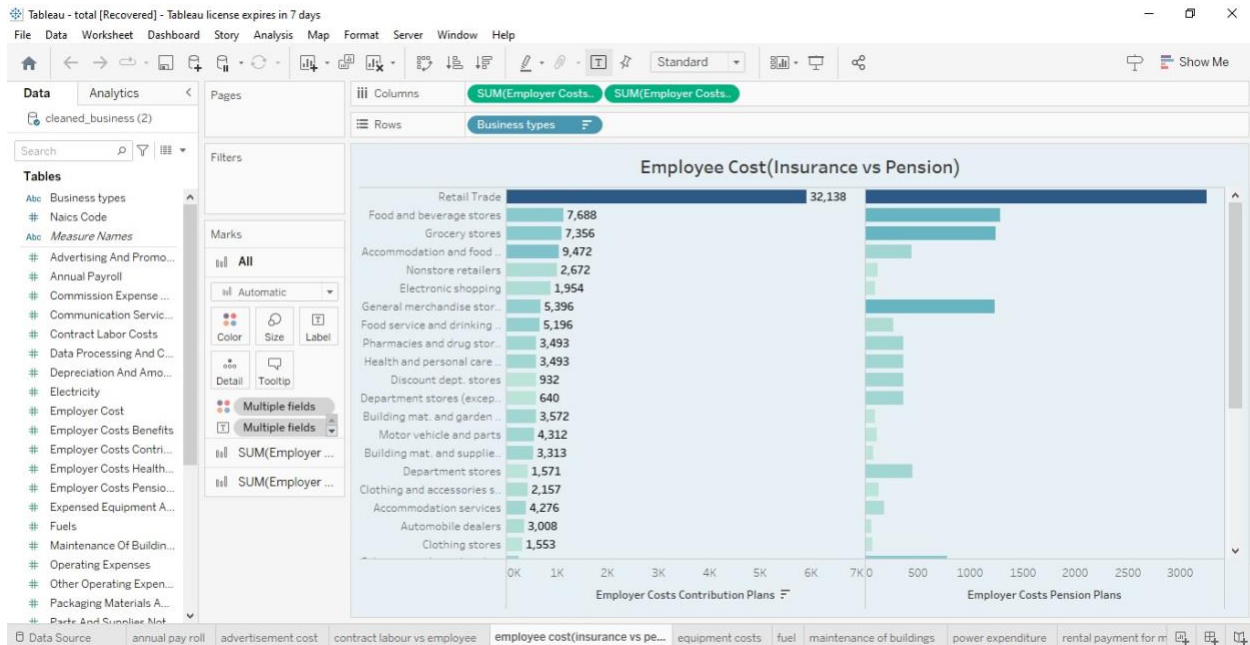 Tableau - total [Recovered] - Tableau license expires in 7 days
File Data Worksheet Dashboard Story Analysis Map Format Server Window Help
Standard
Show Me
Data Analytics
cleaned_business (2)
Search
Tables
Abc Business types
# Naics Code
Abc Measure Names
# Advertising And Promo...
# Annual Payroll
# Commission Expense ...
# Communication Servic...
# Contract Labor Costs
# Data Processing And C...
# Depreciation And Amo...
# Electricity
# Employer Cost
# Employer Costs Benefits
# Employer Costs Contri...
# Employer Costs Health...
# Employer Costs Pensio...
# Expensed Equipment A...
# Fuels
# Maintenance Of Buildin...
# Operating Expenses
# Other Operating Expen...
# Packaging Materials A...
# Parts And Supplies Not
Pages
Filters
Marks
All
Automatic
Color Size Label
Detail Tooltip
Multiple fields
Multiple fields
SUM(Employer ...
SUM(Employer ...
Columns SUM(Employer Costs.. SUM(Employer Costs..
Rows Business types
Employee Cost(Insurance vs Pension)
Retail Trade 32,138
Food and beverage stores 7,688
Grocery stores 7,356
Accommodation and food .. 9,472
Nonstore retailers 2,672
Electronic shopping 1,954
General merchandise stor.. 5,396
Food service and drinking .. 5,196
Pharmacies and drug stor.. 3,493
Health and personal care .. 3,493
Discount dept. stores 932
Department stores (excep.. 640
Building mat. and garden .. 3,572
Motor vehicle and parts 4,312
Building mat. and supplie.. 3,313
Department stores 1,571
Clothing and accessories s.. 2,157
Accommodation services 4,276
Automobile dealers 3,008
Clothing stores 1,553
0K 1K 2K 3K 4K 5K 6K 7K 0 500 1000 1500 2000 2500 3000
Employer Costs Contribution Plans Employer Costs Pension Plans
Data Source annual pay roll advertisement cost contract labour vs employee employee cost(insurance vs pe... equipment costs fuel maintenance of buildings power expenditure rental payment for m